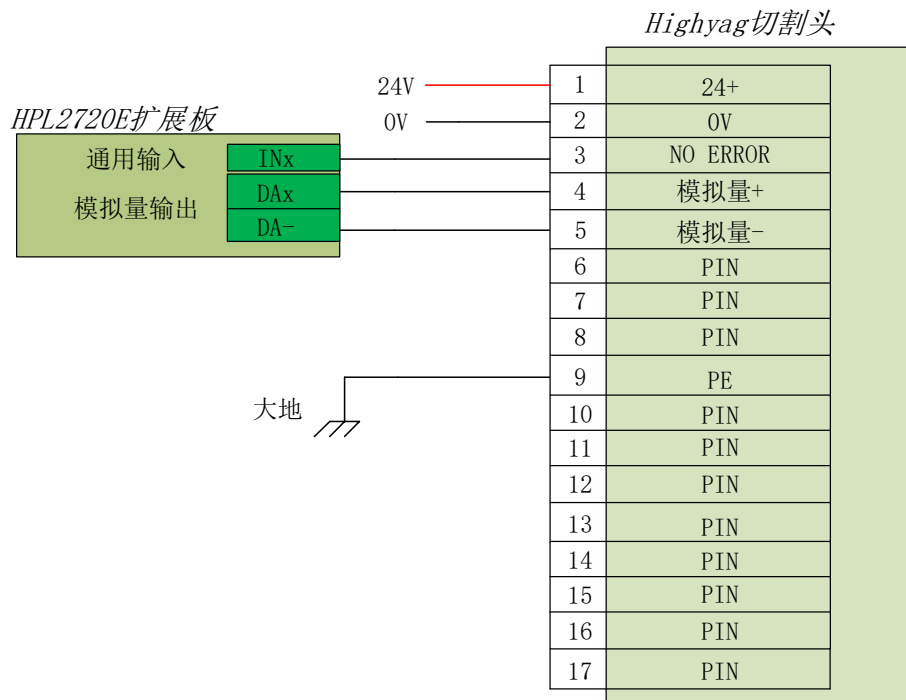 Highyag切割头
24V
1 24+
HPL2720E扩展板
0V
2 0V
通用输入 INx
3 NO ERROR
模拟量输出
DAx
4 模拟量+
DA-
5 模拟量-
6 PIN
7 PIN
8 PIN
9 PE
大地
10 PIN
11 PIN
12 PIN
13 PIN
14 PIN
15 PIN
16 PIN
17 PIN